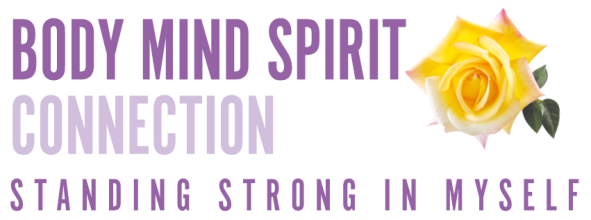 BODY MIND SPIRIT
CONNECTION
STANDING STRONG IN MYSELF